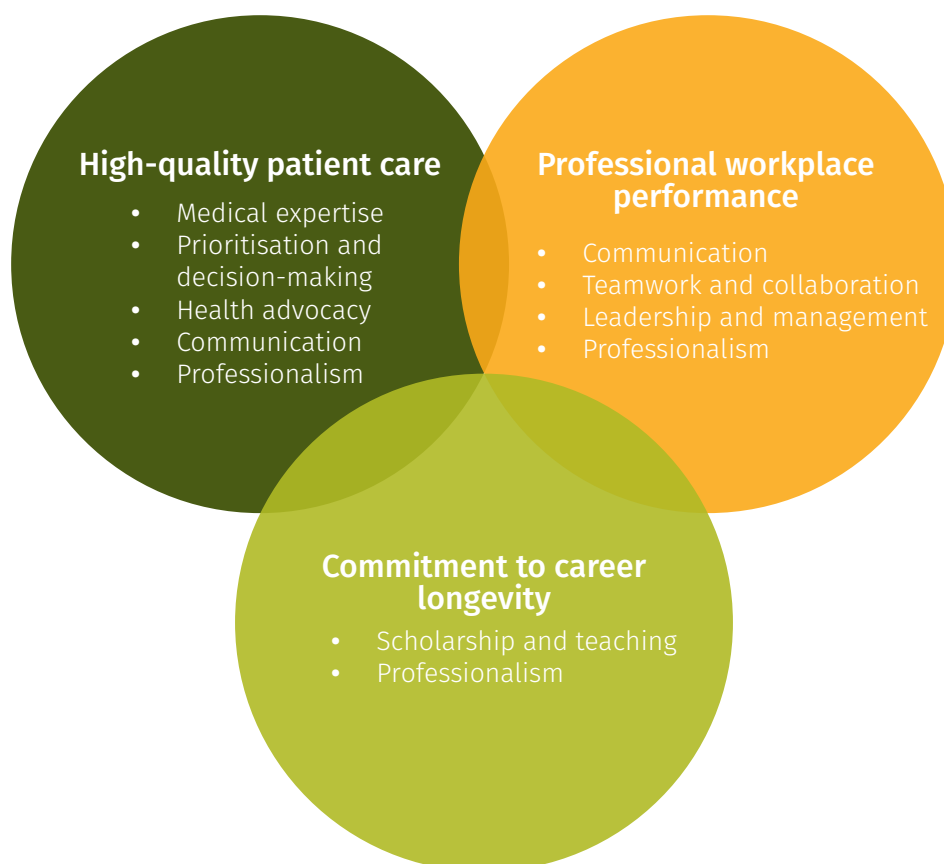 High-quality patient care
• Medical expertise
• Prioritisation and
decision-making
• Health advocacy
• Communication
• Professionalism
Professional workplace
performance
• Communication
• Teamwork and collaboration
• Leadership and management
• Professionalism
Commitment to career
longevity
• Scholarship and teaching
• Professionalism